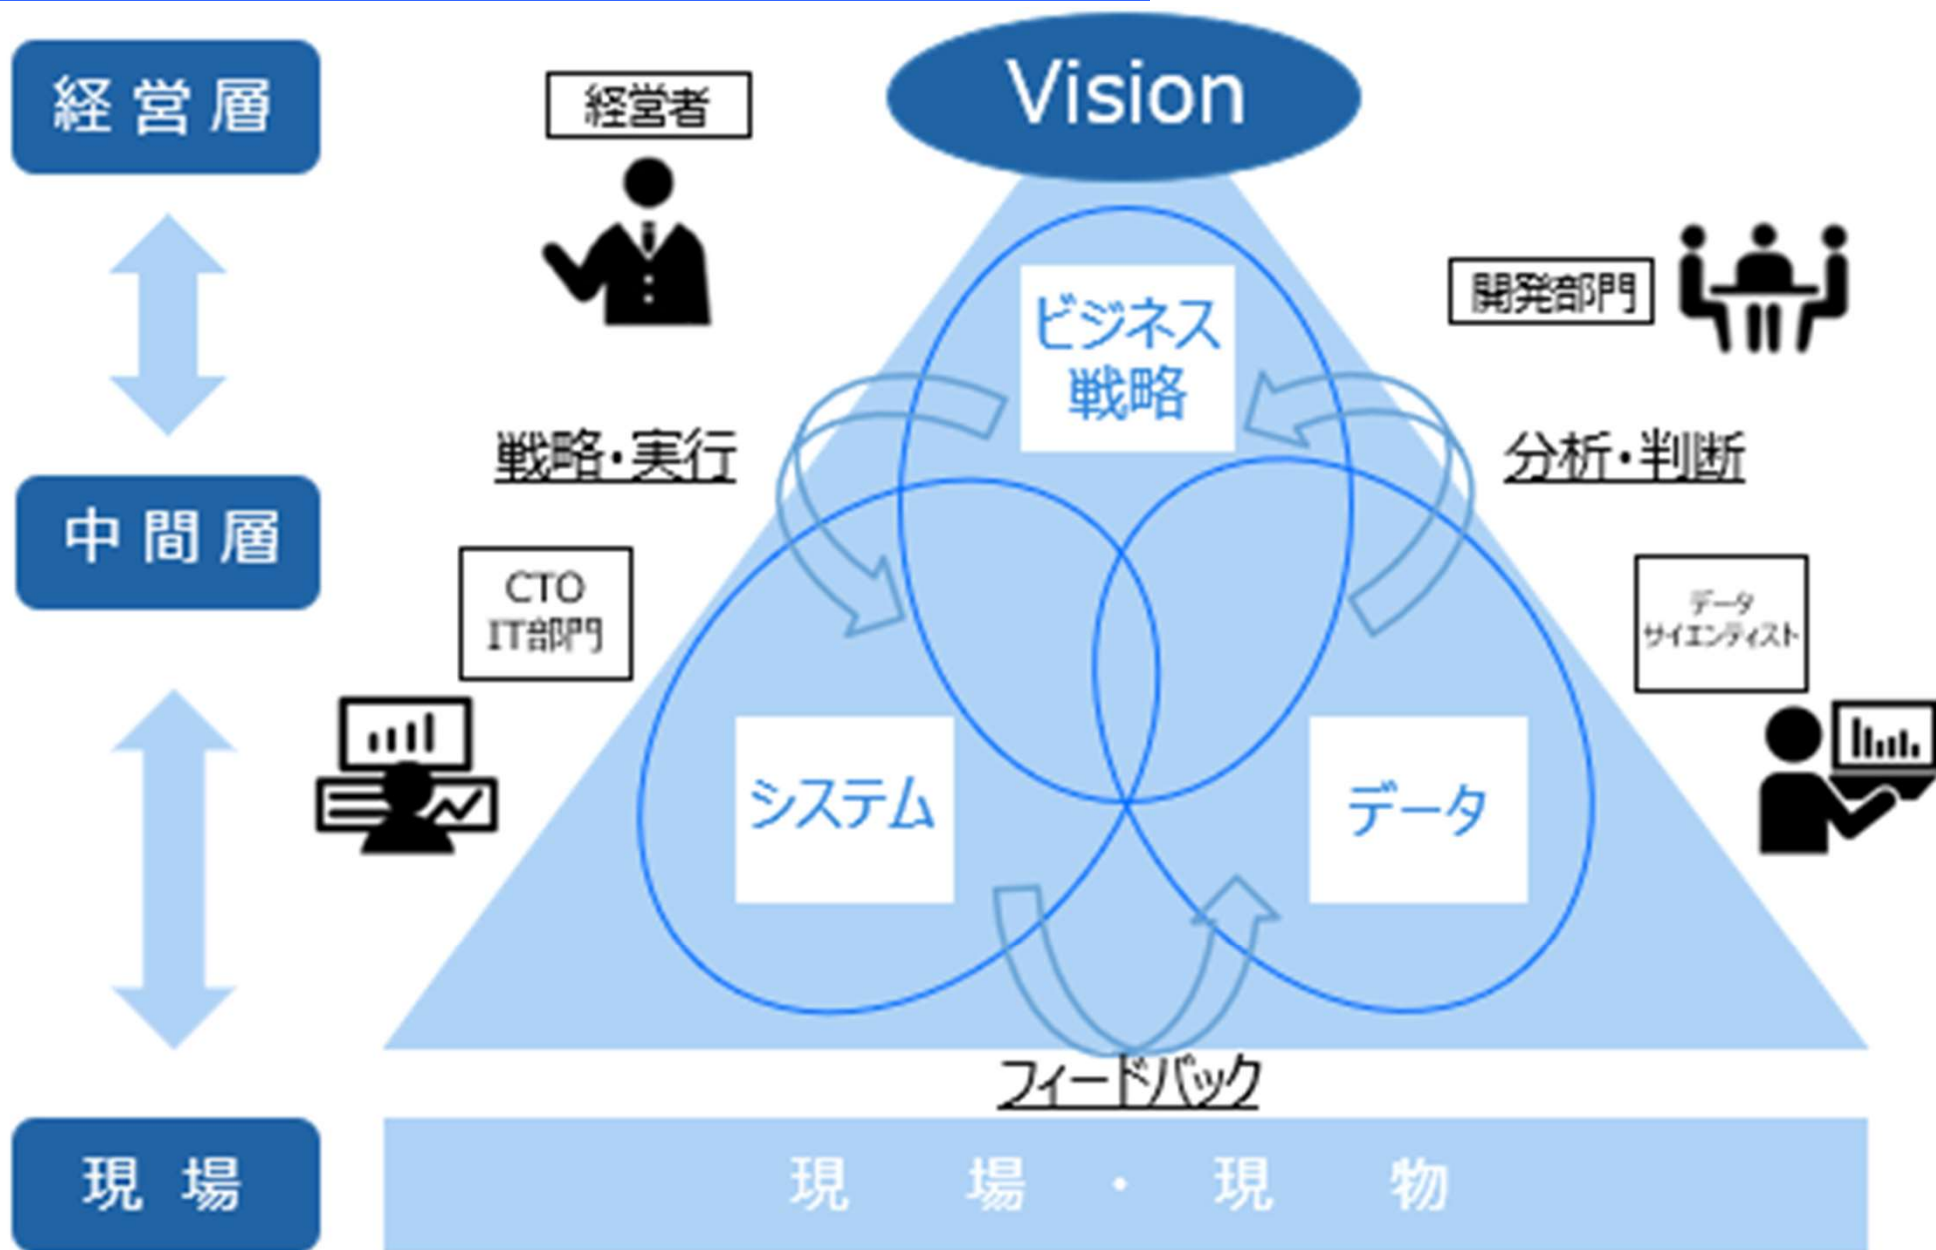 経営層
経営者
Vision
開発部門
ビジネス
戦略
戦略・実行
分析・判断
中間層
CTO
IT部門
データ
サイエンティスト
システム
データ
フィードバック
現場
現場・現物